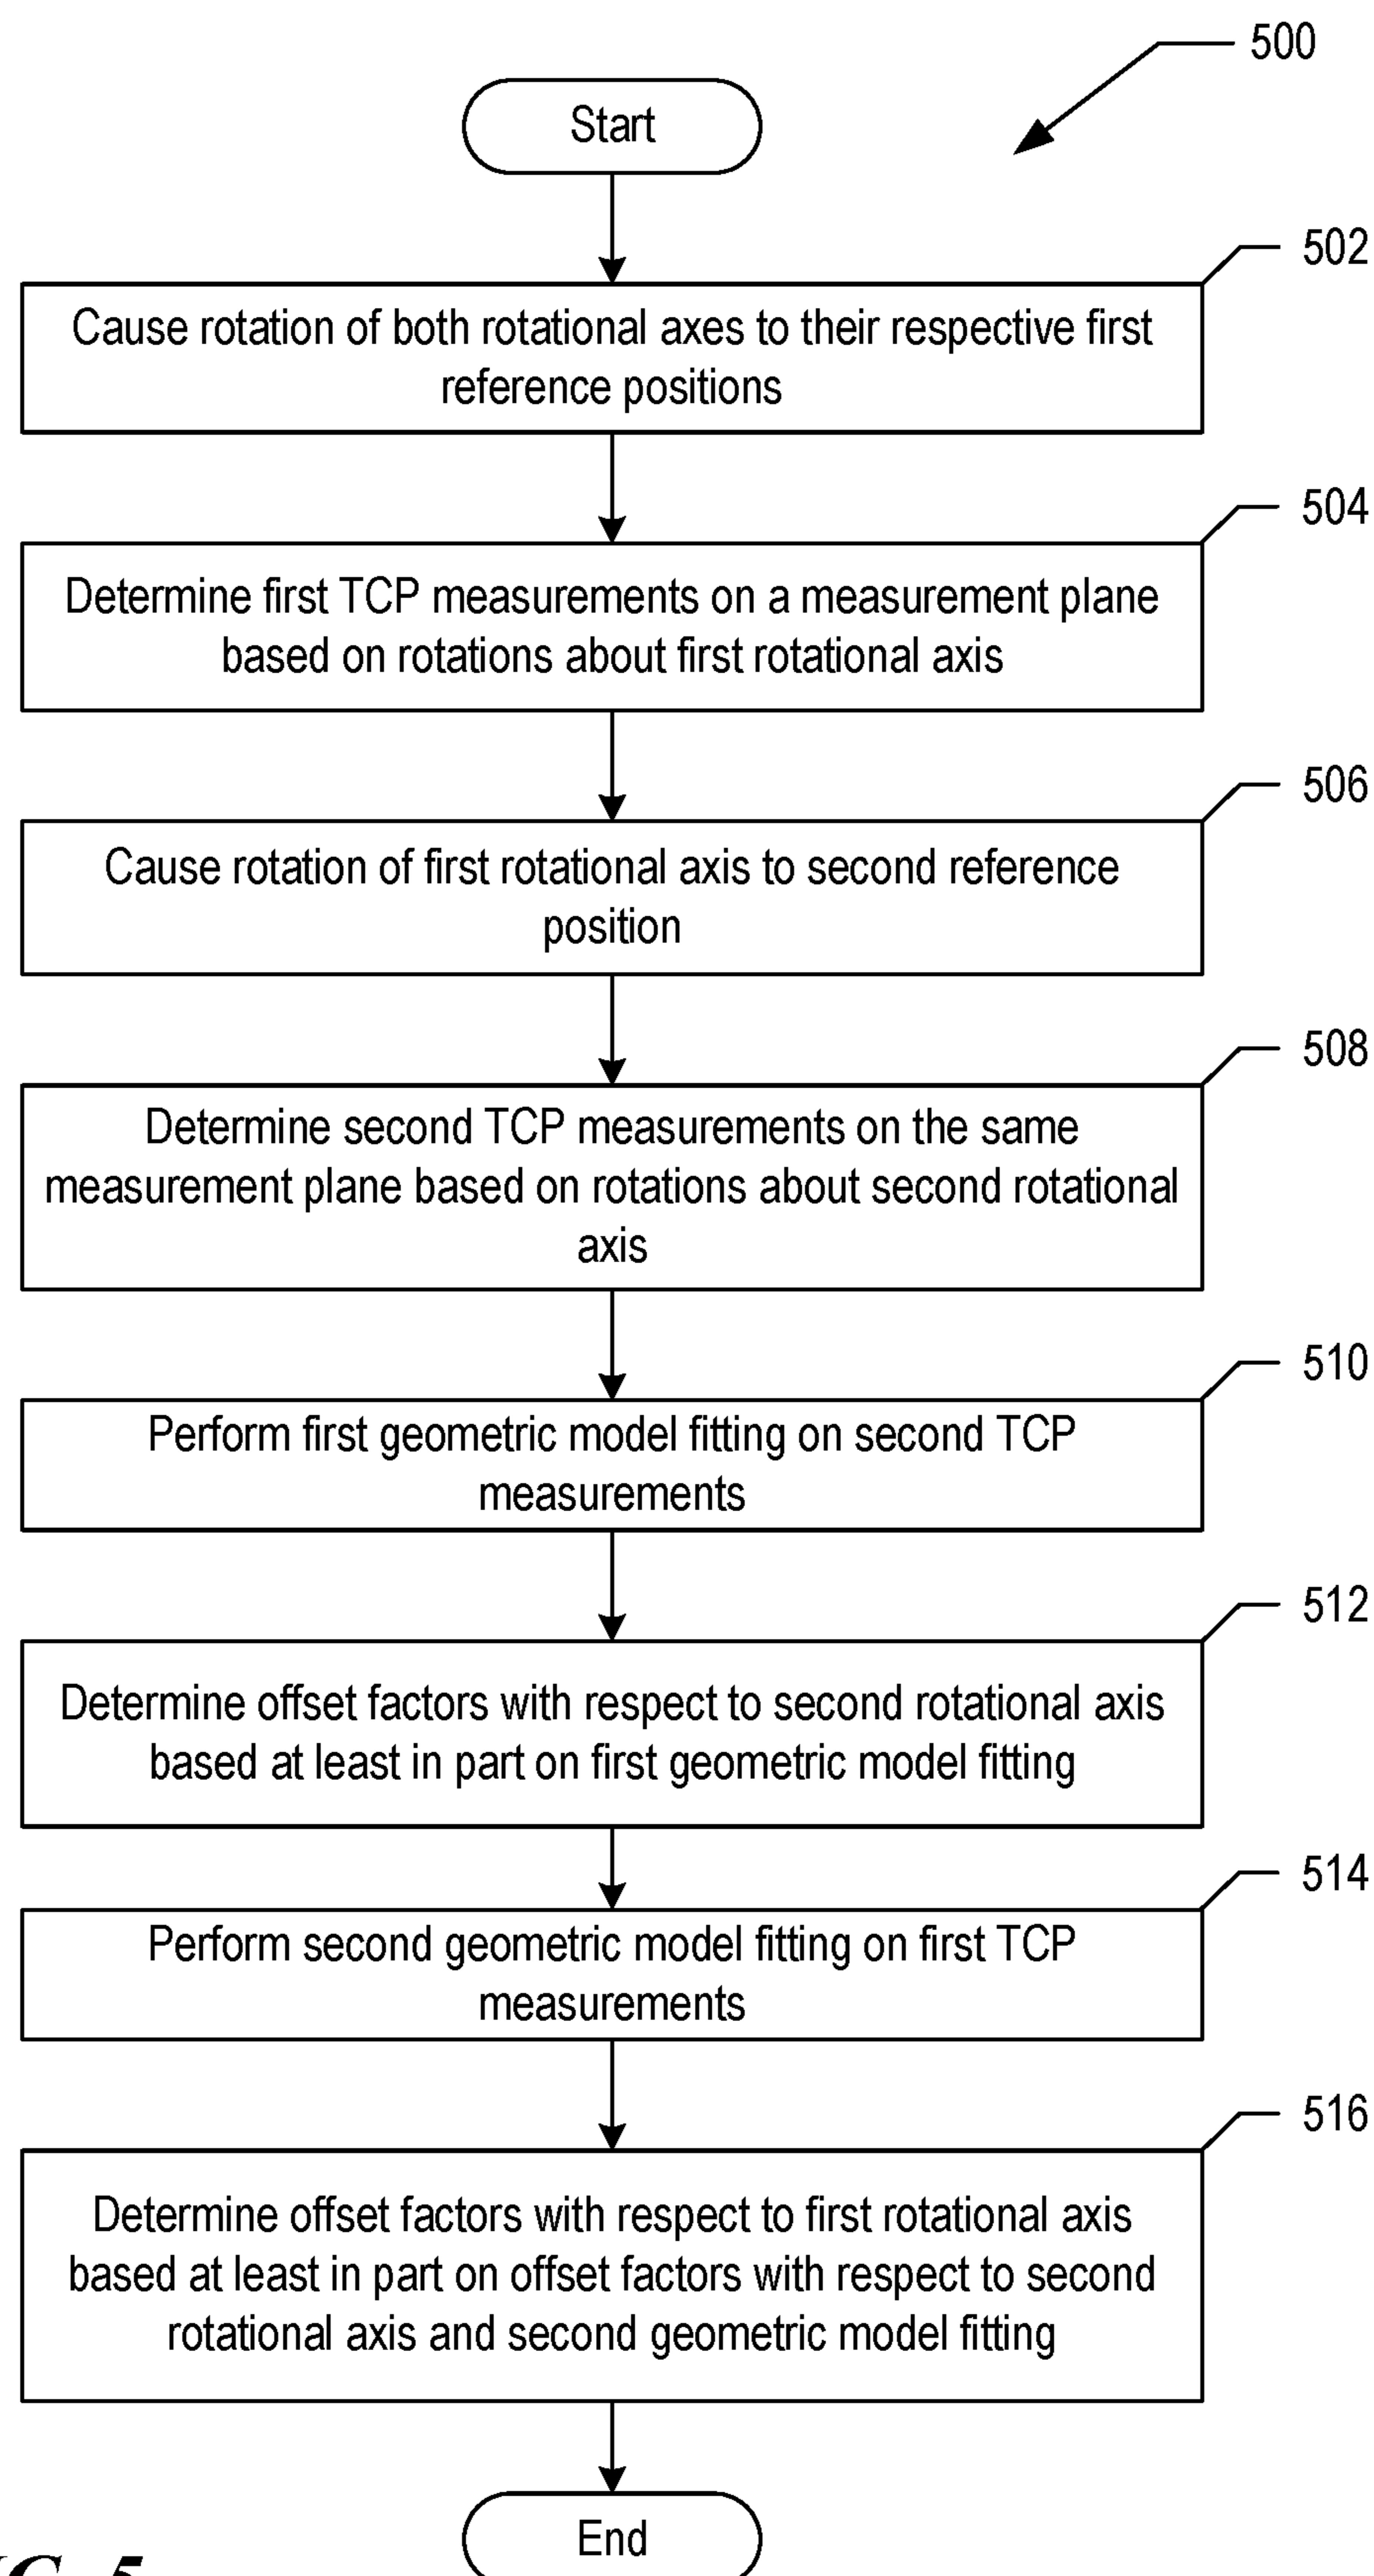 500
Start
502
Cause rotation of both rotational axes to their respective first
reference positions
504
Determine first TCP measurements on a measurement plane
based on rotations about first rotational axis
506
Cause rotation of first rotational axis to second reference
position
508
Determine second TCP measurements on the same
measurement plane based on rotations about second rotational
axis
510
Perform first geometric model fitting on second TCP
measurements
512
Determine offset factors with respect to second rotational axis
based at least in part on first geometric model fitting
514
Perform second geometric model fitting on first TCP
measurements
516
Determine offset factors with respect to first rotational axis
based at least in part on offset factors with respect to second
rotational axis and second geometric model fitting
End